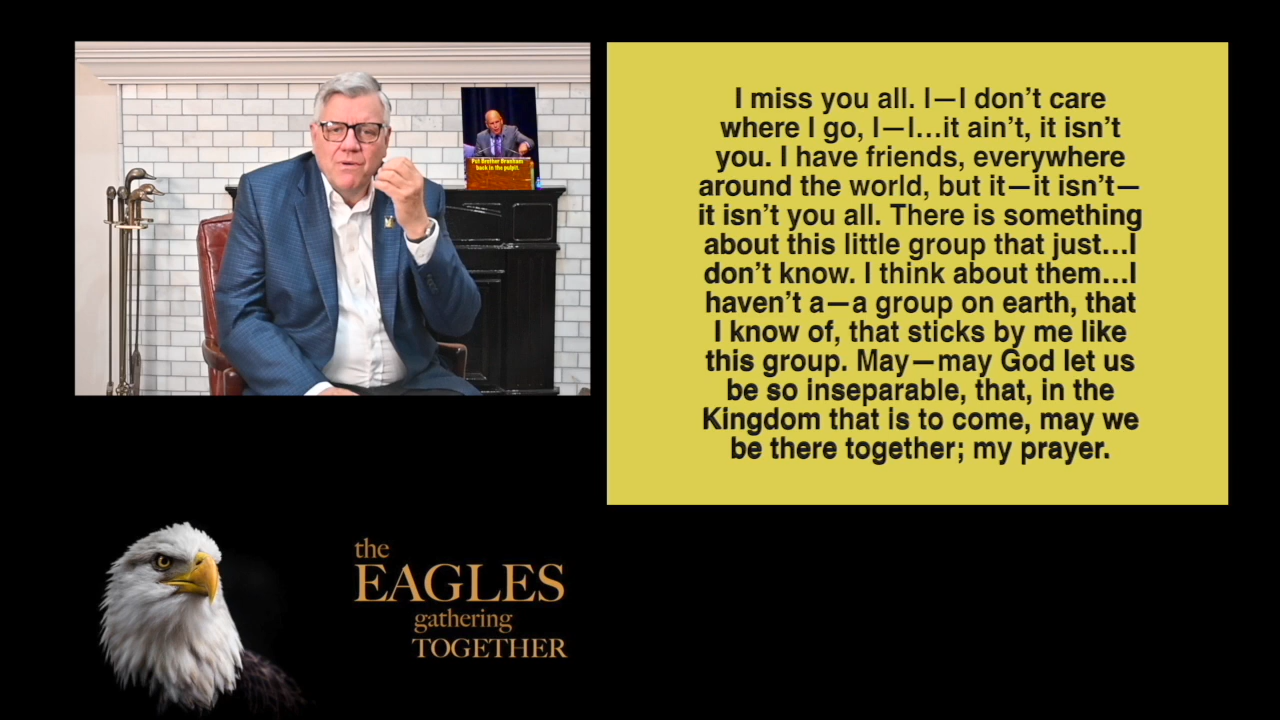 Put Brother Branham
back in the pulpit.
I miss you all. I—I don’t care
where I go, I—I...it ain’t, it isn’t
you. I have friends, everywhere
around the world, but it—it isn’t—
it isn’t you all. There is something
about this little group that just...I
don’t know. I think about them...I
haven’t a—a group on earth, that
I know of, that sticks by me like
this group. May—may God let us
be so inseparable, that, in the
Kingdom that is to come, may we
be there together; my prayer.
the
EAGLES
gathering
TOGETHER